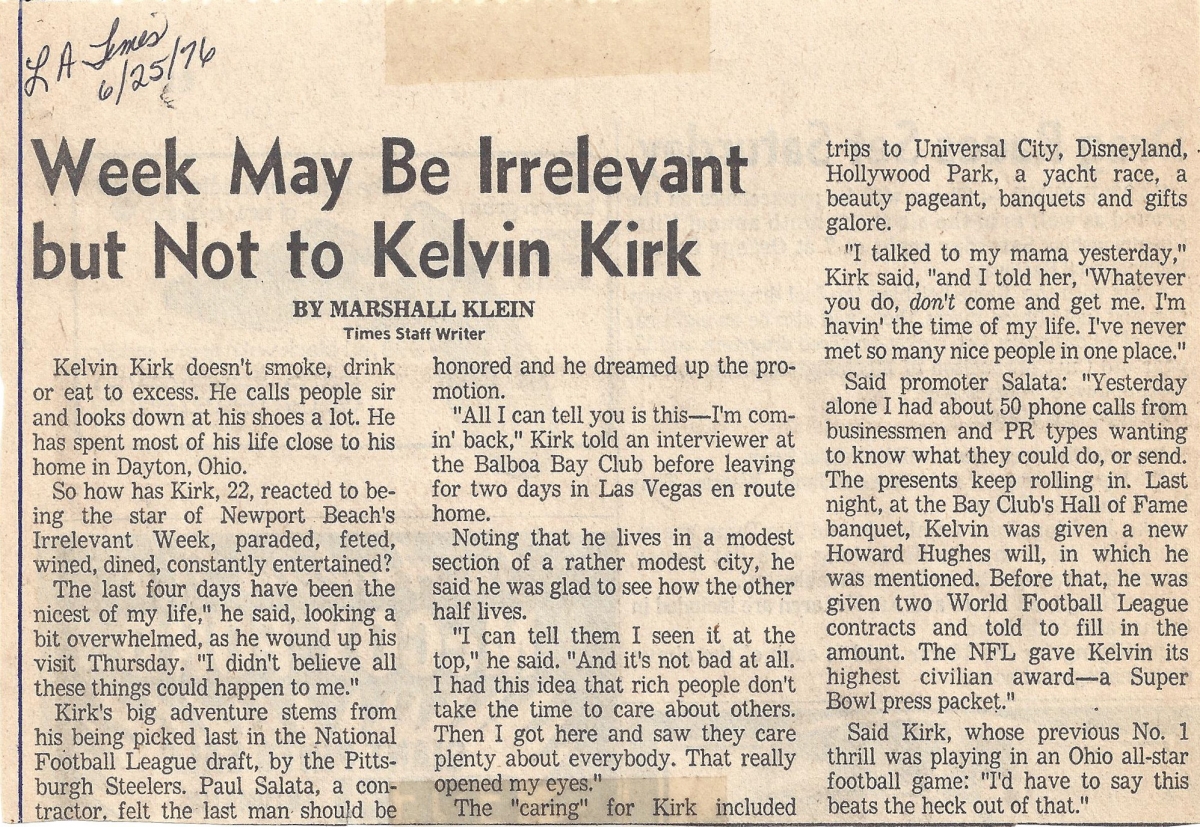 LA Times
6/25/76
Week May Be Irrelevant
but Not to Kelvin Kirk
BY MARSHALL KLEIN
Times Staff Writer
Kelvin Kirk doesn't smoke, drink
or eat to excess. He calls people sir
and looks down at his shoes a lot. He
has spent most of his life close to his
home in Dayton, Ohio.
So how has Kirk, 22, reacted to be-
ing the star of Newport Beach's
Irrelevant Week, paraded, feted,
wined, dined, constantly entertained?
The last four days have been the
nicest of my life," he said, looking a
bit overwhelmed, as he wound up his
visit Thursday. "I didn't believe all
these things could happen to me."
Kirk's big adventure stems from
his being picked last in the National
Football League draft, by the Pitts-
burgh Steelers. Paul Salata, a con-
tractor, felt the last man should be
honored and he dreamed up the pro-
motion.
"All I can tell you is this—I'm com-
in' back," Kirk told an interviewer at
the Balboa Bay Club before leaving
for two days in Las Vegas en route
home.
Noting that he lives in a modest
section of a rather modest city, he
said he was glad to see how the other
half lives.
"I can tell them I seen it at the
top," he said. "And it's not bad at all.
I had this idea that rich people don't
take the time to care about others.
Then I got here and saw they care
plenty about everybody. That really
opened my eyes."
The "caring" for Kirk included
trips to Universal City, Disneyland,
Hollywood Park, a yacht race, a
beauty pageant, banquets and gifts
galore.
"I talked to my mama yesterday,"
Kirk said, "and I told her, 'Whatever
you do, don't come and get me. I'm
havin' the time of my life. I've never
met so many nice people in one place."
Said promoter Salata: "Yesterday
alone I had about 50 phone calls from
businessmen and PR types wanting
to know what they could do, or send.
The presents keep rolling in. Last
night, at the Bay Club's Hall of Fame
banquet, Kelvin was given a new
Howard Hughes will, in which he
was mentioned. Before that, he was
given two World Football League
contracts and told to fill in the
amount. The NFL gave Kelvin its
highest civilian award—a Super
Bowl press packet."
Said Kirk, whose previous No. 1
thrill was playing in an Ohio all-star
football game: "I'd have to say this
beats the heck out of that."